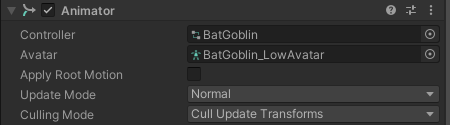 Animator
Controller BatGoblin
Avatar BatGoblin_LowAvatar
Apply Root Motion
Update Mode Normal
Culling Mode Cull Update Transforms